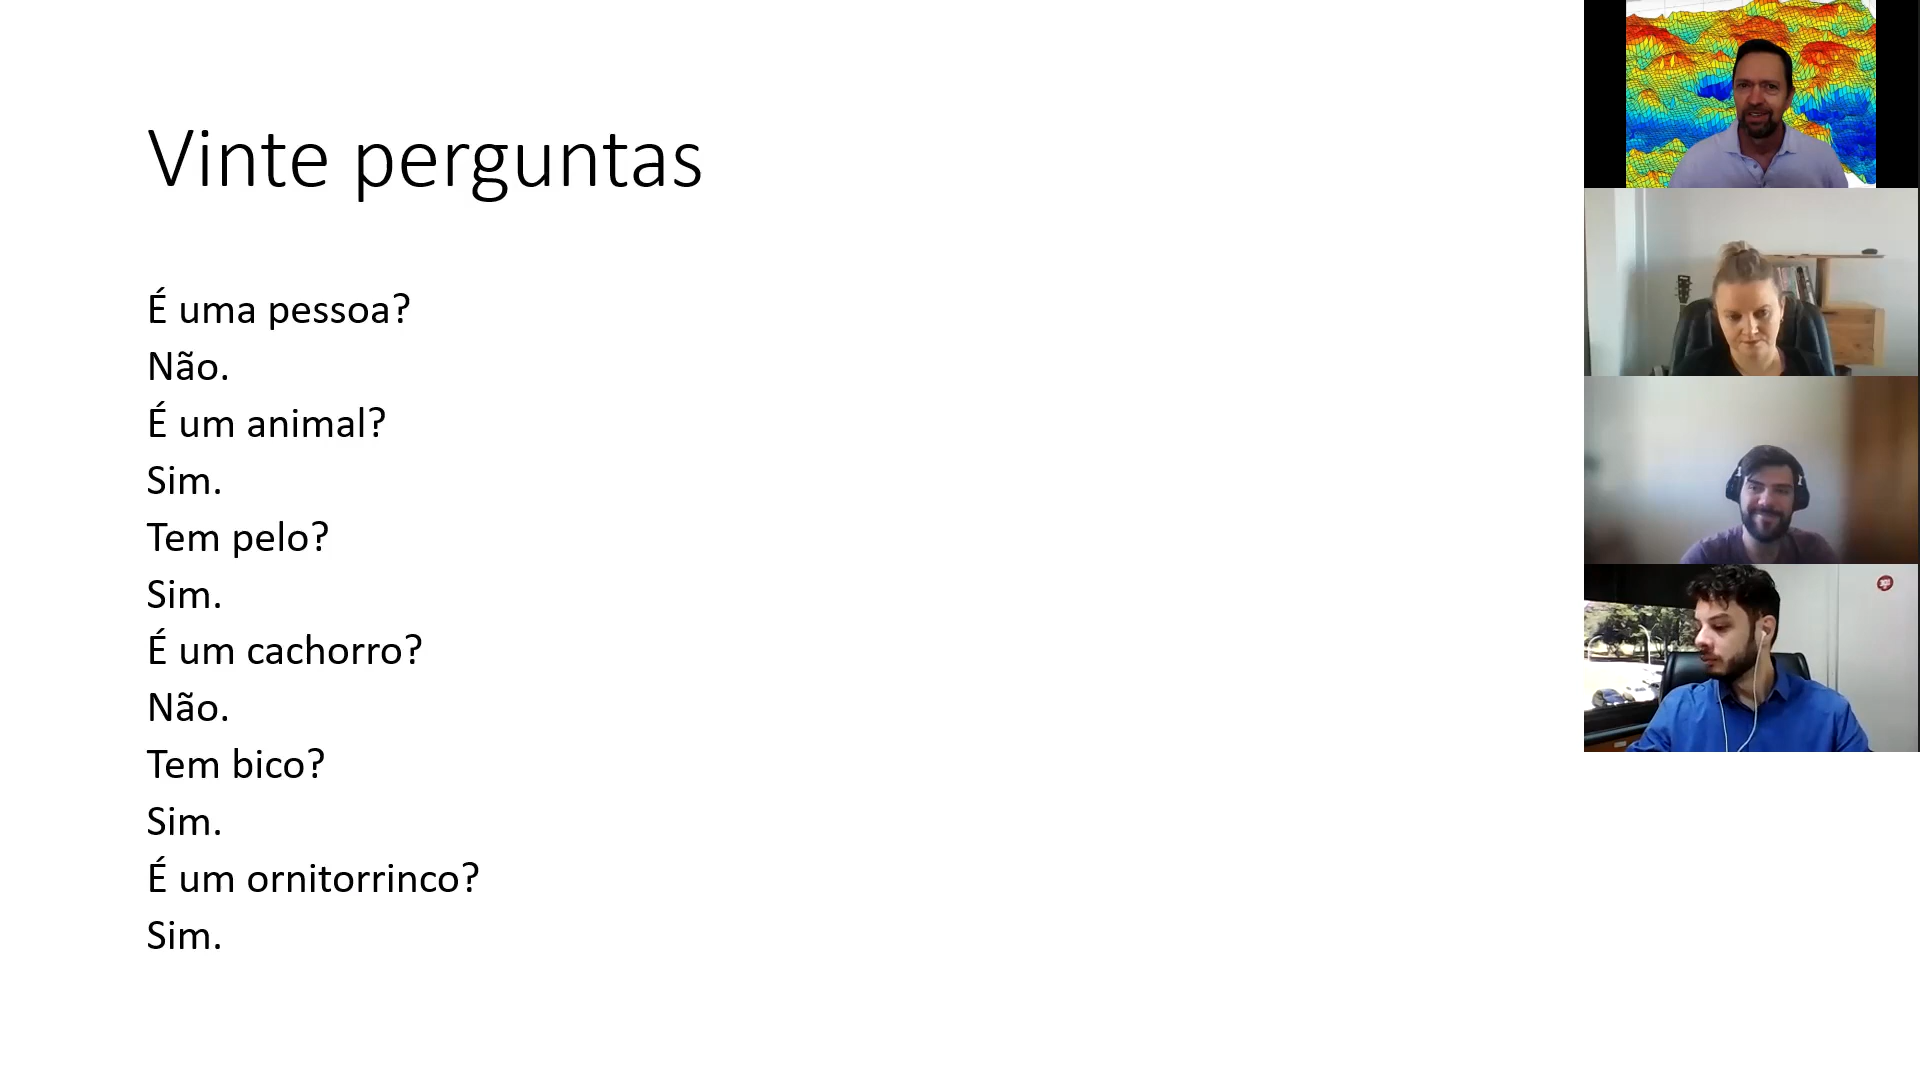 Vinte perguntas
É uma pessoa?
Não.
É um animal?
Sim.
Tem pelo?
Sim.
É um cachorro?
Não.
Tem bico?
Sim.
É um ornitorrinco?
Sim.